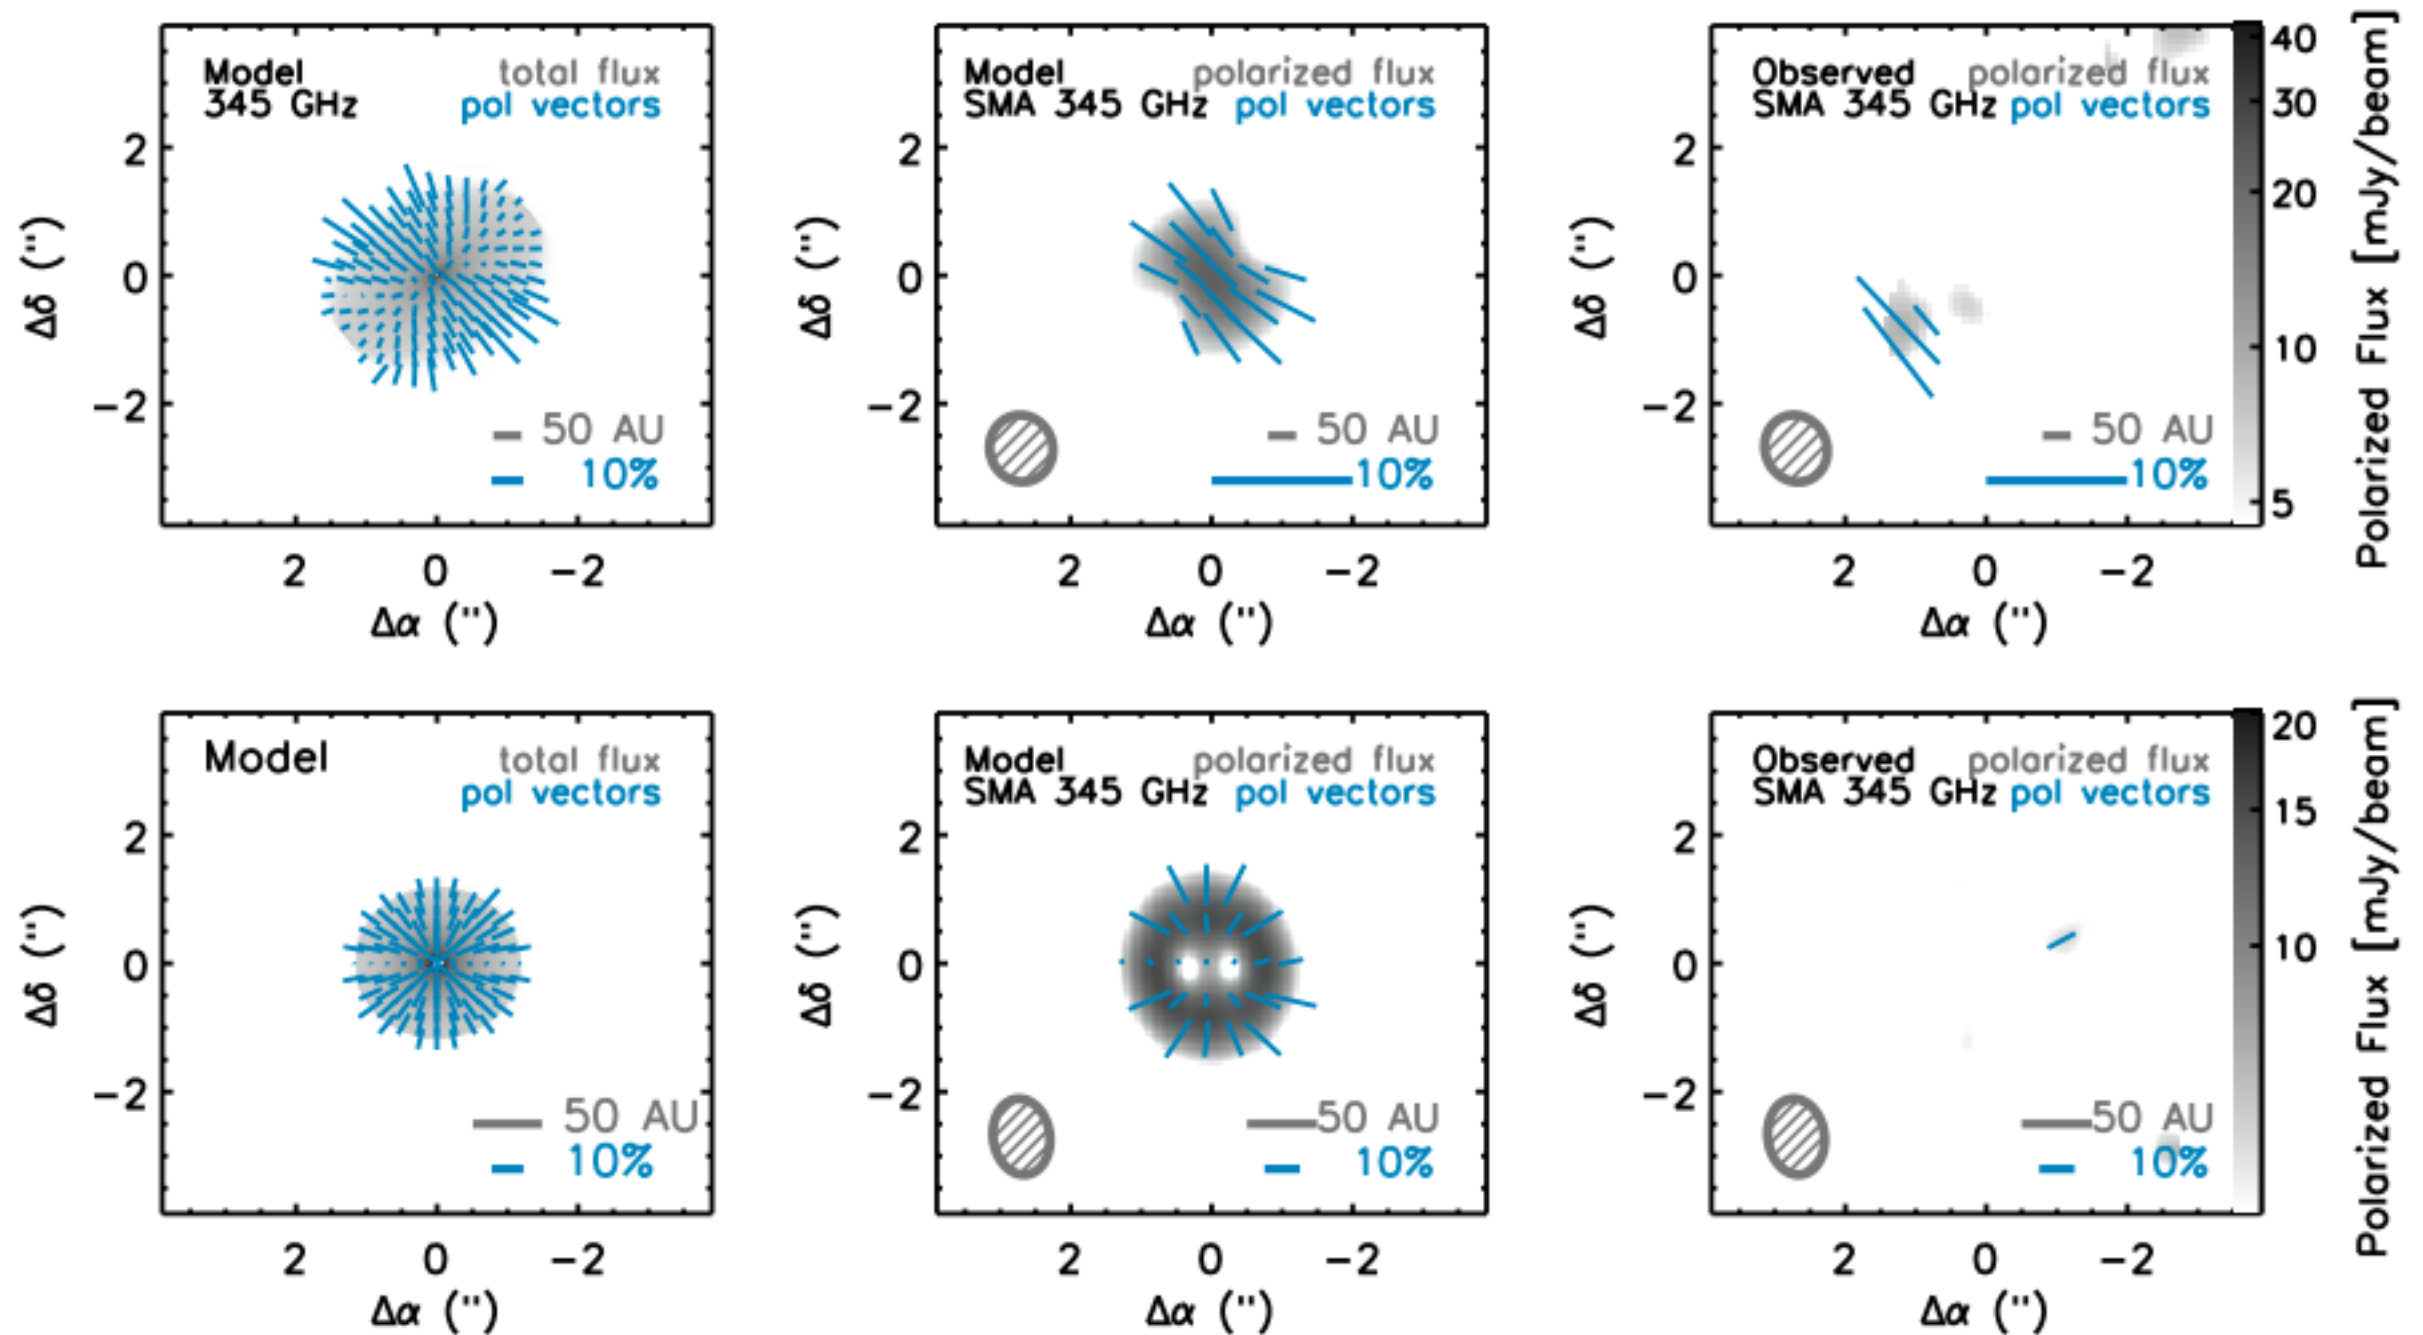 Model total flux
345 GHz pol vectors
2
0
−2
Δδ (")
50 AU
10%
2 0 −2
Δα (")
Model polarized flux
SMA 345 GHz pol vectors
2
0
−2
Δδ (")
50 AU
10%
2 0 −2
Δα (")
Observed polarized flux
SMA 345 GHz pol vectors
2
0
−2
Δδ (")
50 AU
10%
2 0 −2
Δα (")
40
30
20
10
5
Polarized Flux [mJy/beam]
Model total flux
pol vectors
2
0
−2
Δδ (")
50 AU
10%
2 0 −2
Δα (")
Model polarized flux
SMA 345 GHz pol vectors
2
0
−2
Δδ (")
50 AU
10%
2 0 −2
Δα (")
Observed polarized flux
SMA 345 GHz pol vectors
2
0
−2
Δδ (")
50 AU
10%
2 0 −2
Δα (")
20
15
10
Polarized Flux [mJy/beam]